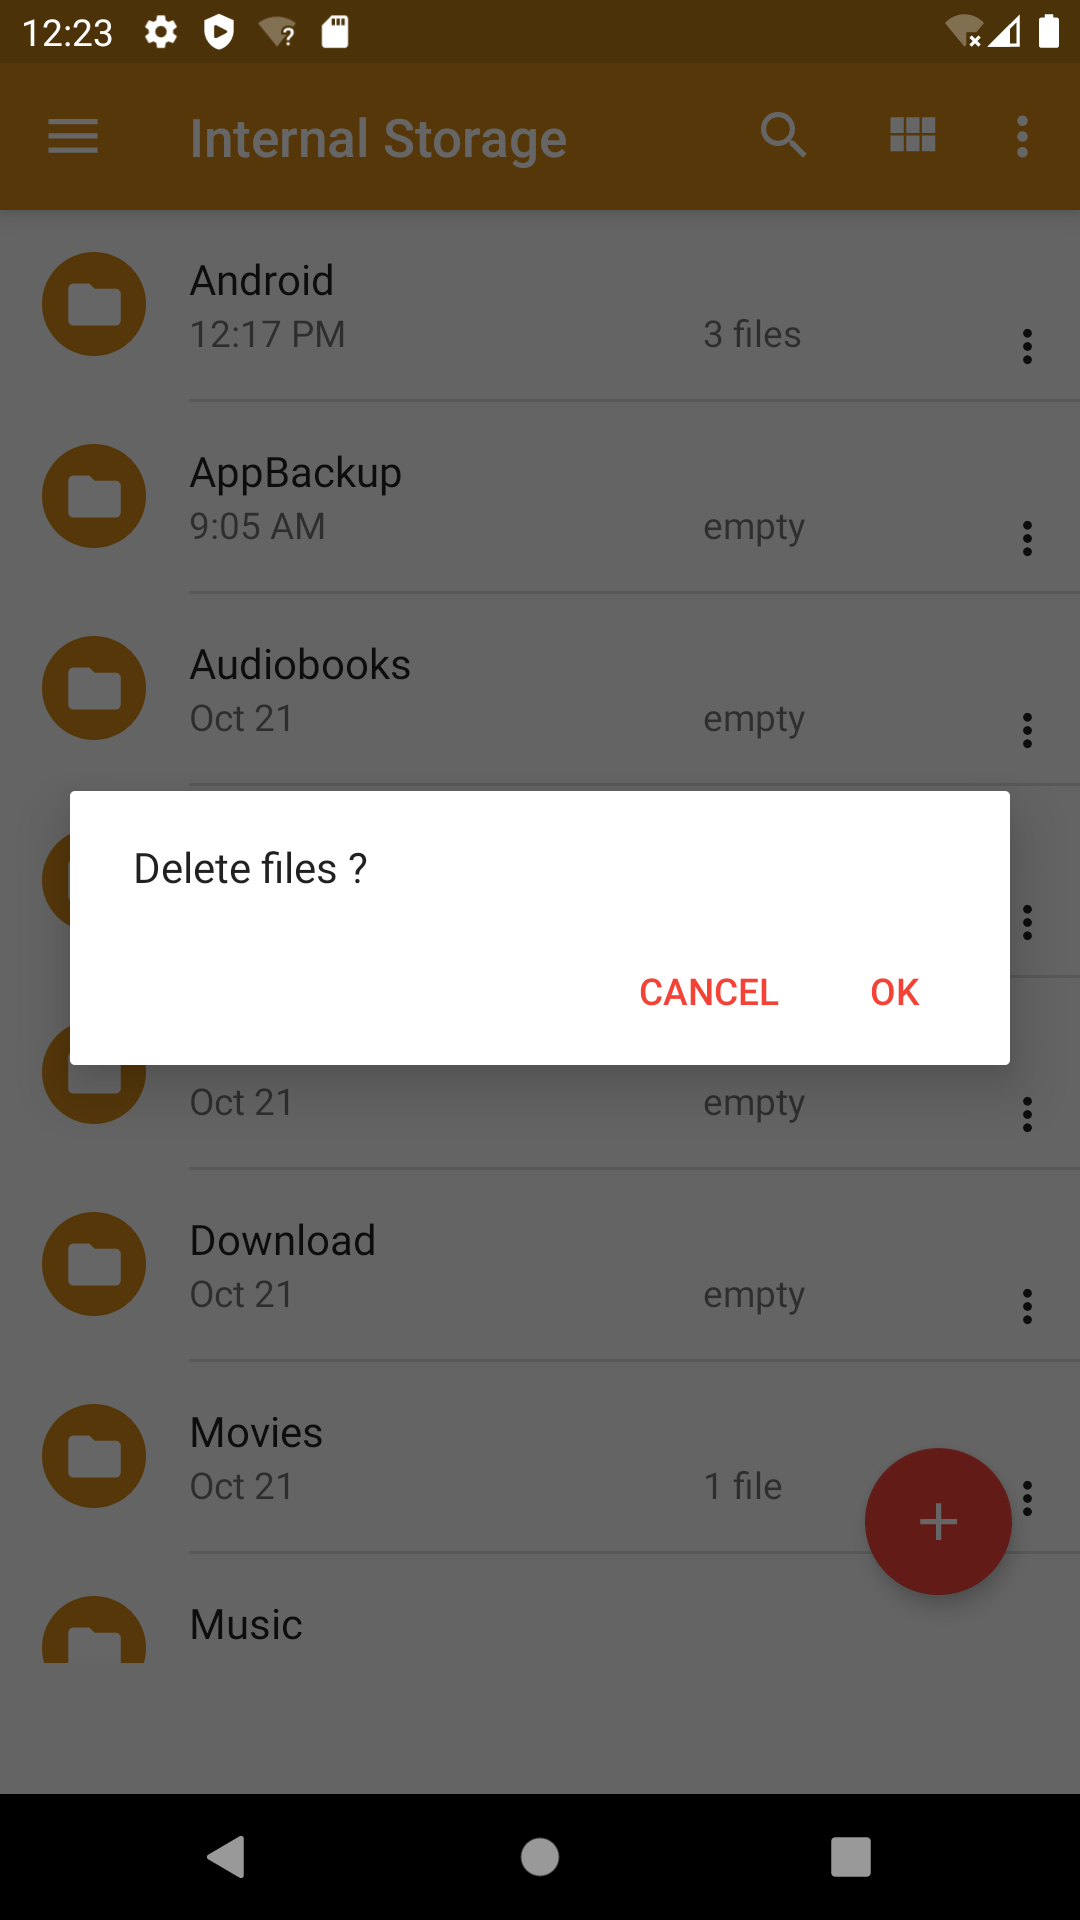 12:23
Internal Storage
Android
12:17 PM 3 files
AppBackup
9:05 AM empty
Audiobooks
Oct 21 empty
Delete files ?
CANCEL OK
Oct 21 empty
Download
Oct 21 empty
Movies
Oct 21 1 file
Music